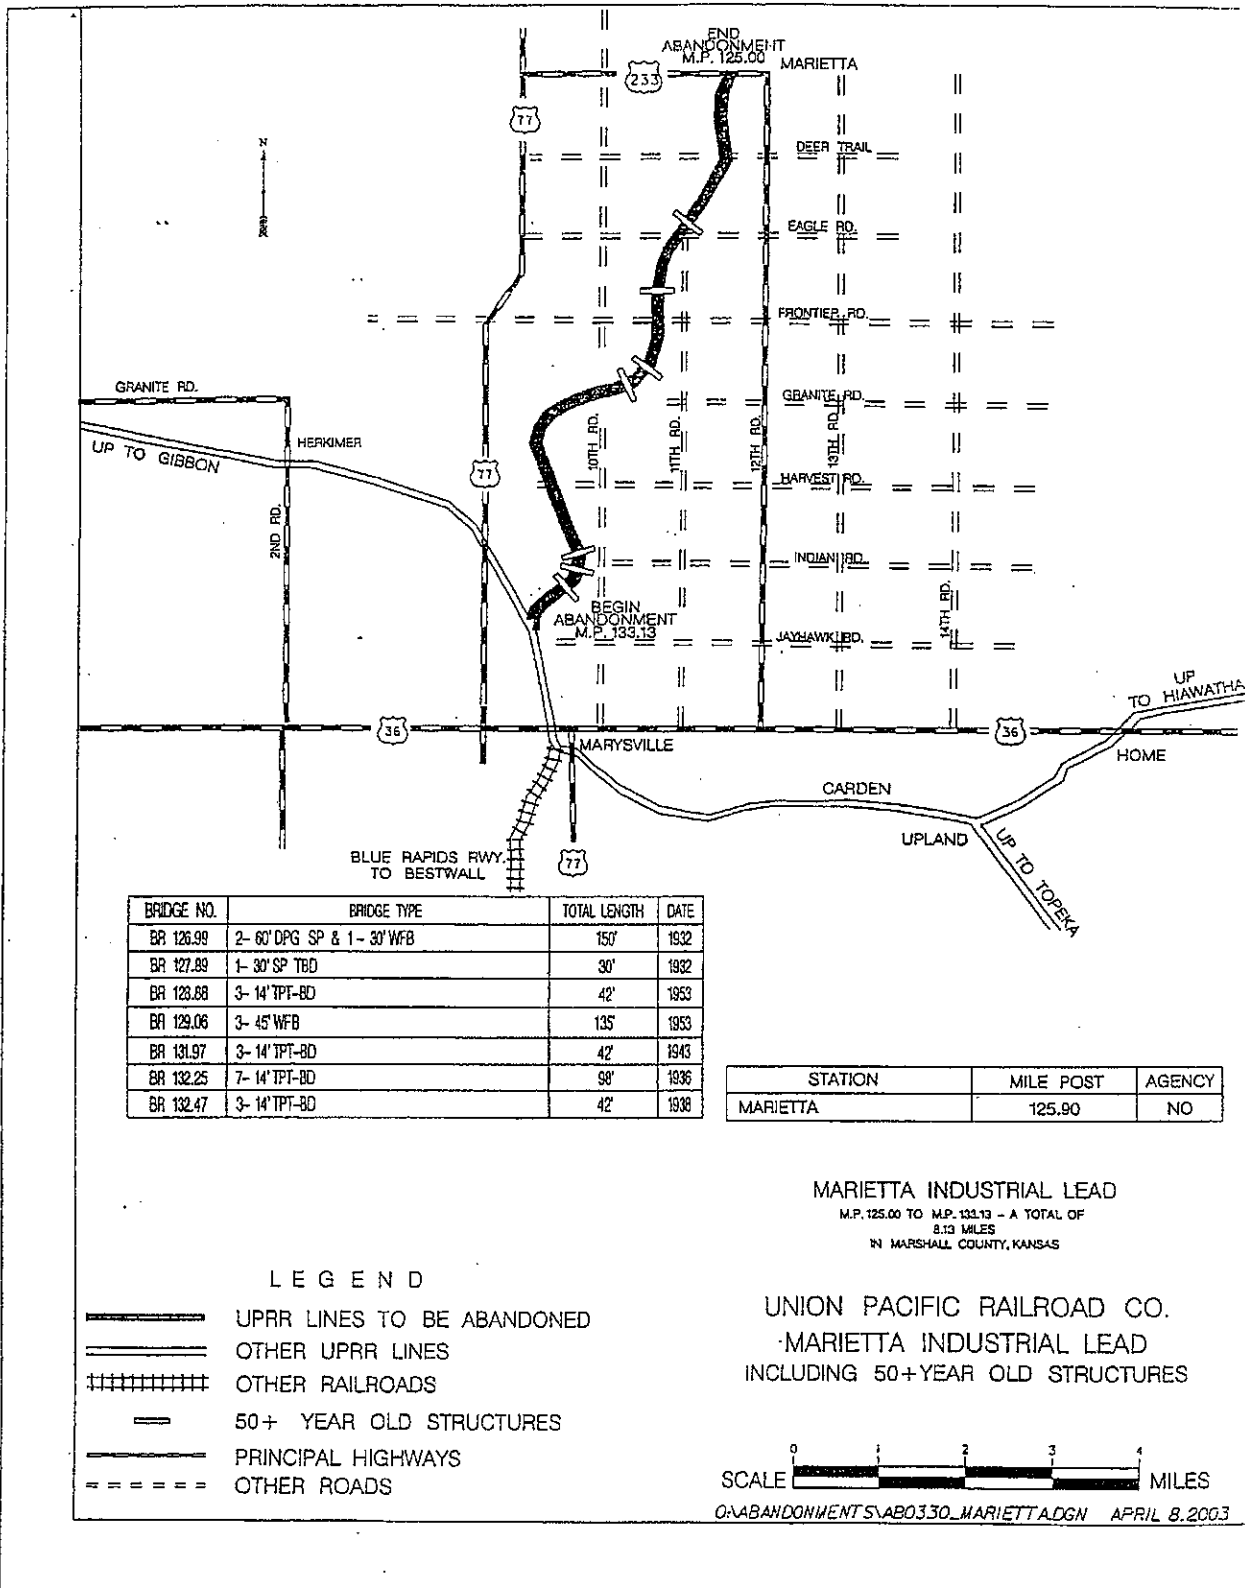 END
ABANDONMENT
M.P. 125.00
MARIETTA
233
77
N
DEER TRAIL
EAGLE RD.
FRONTIER RD.
GRANITE RD.
GRANITE RD.
UP TO GIBBON
HERKIMER
2ND RD.
77
10TH RD.
11TH RD.
12TH RD.
13TH RD.
HARVEST RD.
INDIAN RD.
14TH RD.
BEGIN
ABANDONMENT
M.P. 133.13
JAYHAWK RD.
UP
TO HIAWATHA
36
MARYSVILLE
36
HOME
CARDEN
UPLAND
UP TO TOPEKA
BLUE RAPIDS RWY.
TO BESTWALL
77
BRIDGE NO. BRIDGE TYPE TOTAL LENGTH DATE
BR 126.99 2- 60' DPG SP & 1- 30' WFB 150' 1932
BR 127.89 1- 30' SP TBD 30' 1932
BR 128.88 3- 14' TPT-BD 42' 1953
BR 129.06 3- 45' WFB 135' 1953
BR 131.97 3- 14' TPT-BD 42' 1943
BR 132.25 7- 14' TPT-BD 98' 1936
BR 132.47 3- 14' TPT-BD 42' 1938
STATION MILE POST AGENCY
MARIETTA 125.90 NO
MARIETTA INDUSTRIAL LEAD
M.P. 125.00 TO M.P. 133.13 - A TOTAL OF
8.13 MILES
IN MARSHALL COUNTY, KANSAS
LEGEND
UPRR LINES TO BE ABANDONED
OTHER UPRR LINES
OTHER RAILROADS
50+ YEAR OLD STRUCTURES
PRINCIPAL HIGHWAYS
OTHER ROADS
UNION PACIFIC RAILROAD CO.
MARIETTA INDUSTRIAL LEAD
INCLUDING 50+YEAR OLD STRUCTURES
0 1 2 3 4
SCALE MILES
O:\ABANDONMENTS\ABO330_MARIETTA.DGN APRIL 8,2003